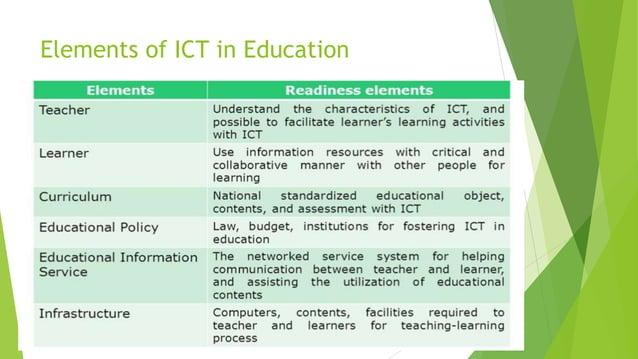 Elements of ICT in Education
Elements
Readiness elements
Teacher
Understand the characteristics of ICT, and
possible to facilitate learner's learning activities
with ICT
Learner
Use information resources with critical and
collaborative manner with other people for
learning
Curriculum
National standardized educational object,
contents, and assessment with ICT
Educational Policy
Law, budget, institutions for fostering ICT in
education
Educational Information
Service
The networked service system for helping
communication between teacher and learner,
and assisting the utilization of educational
contents
Infrastructure
Computers, contents, facilities required to
teacher and learners for teaching-learning
process